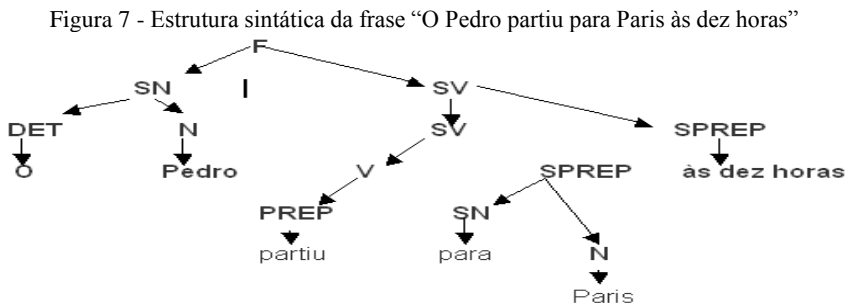 Figura 7 - Estrutura sintática da frase “O Pedro partiu para Paris às dez horas”
F
SN SV
DET N SV SPREP
O Pedro V SPREP às dez horas
PREP SN
partiu para N
Paris